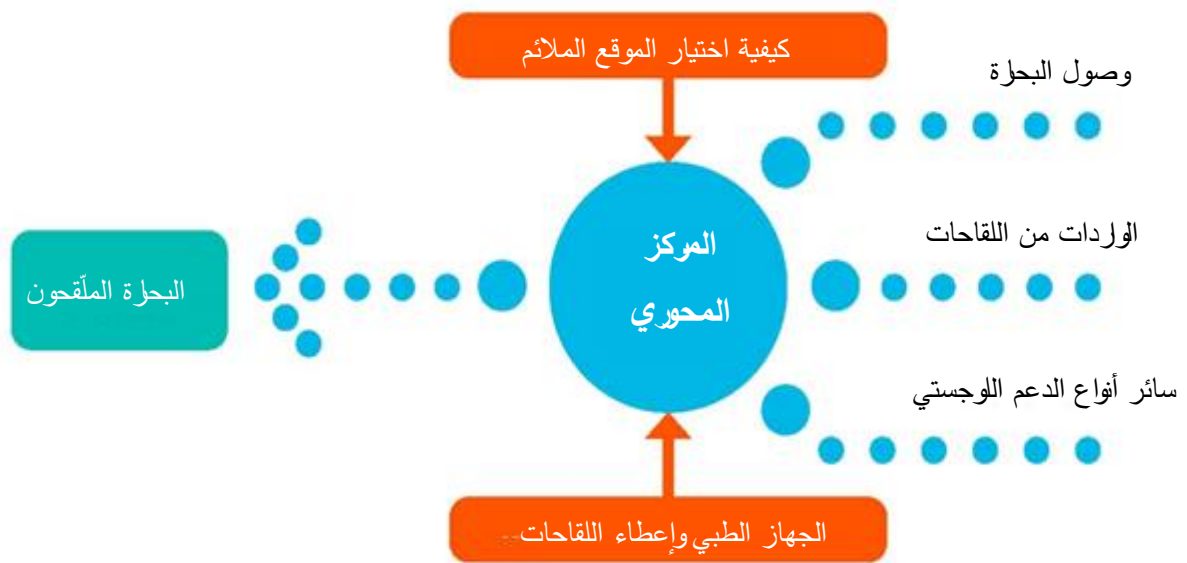 كيفية اختيار الموقع الملائم
وصول البحارة
المركز
المحوري
الواردات من اللقاحات
البحارة الملّقحون
سائر أنواع الدعم اللوجستي
الجهاز الطبي وإعطاء اللقاحات--